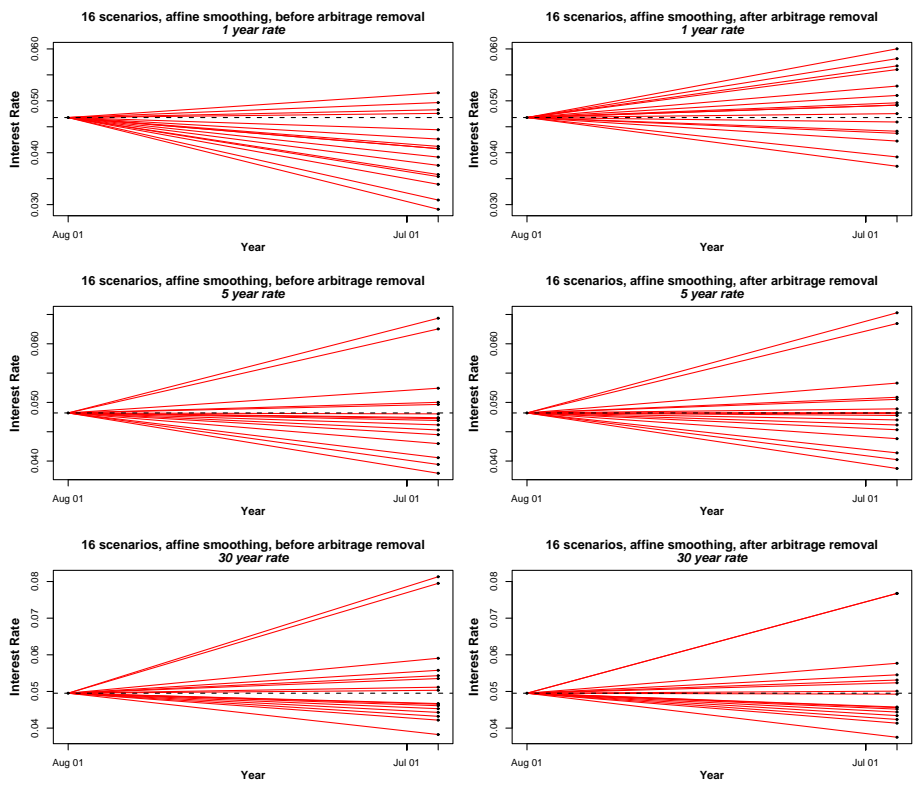 16 scenarios, affine smoothing, before arbitrage removal
1 year rate
Interest Rate
0.030
0.040
0.050
0.060
Aug 01
Jul 01
Year
16 scenarios, affine smoothing, after arbitrage removal
1 year rate
Interest Rate
0.030
0.040
0.050
0.060
Aug 01
Jul 01
Year
16 scenarios, affine smoothing, before arbitrage removal
5 year rate
Interest Rate
0.040
0.050
0.060
Aug 01
Jul 01
Year
16 scenarios, affine smoothing, after arbitrage removal
5 year rate
Interest Rate
0.040
0.050
0.060
Aug 01
Jul 01
Year
16 scenarios, affine smoothing, before arbitrage removal
30 year rate
Interest Rate
0.04
0.05
0.06
0.07
0.08
Aug 01
Jul 01
Year
16 scenarios, affine smoothing, after arbitrage removal
30 year rate
Interest Rate
0.04
0.05
0.06
0.07
0.08
Aug 01
Jul 01
Year